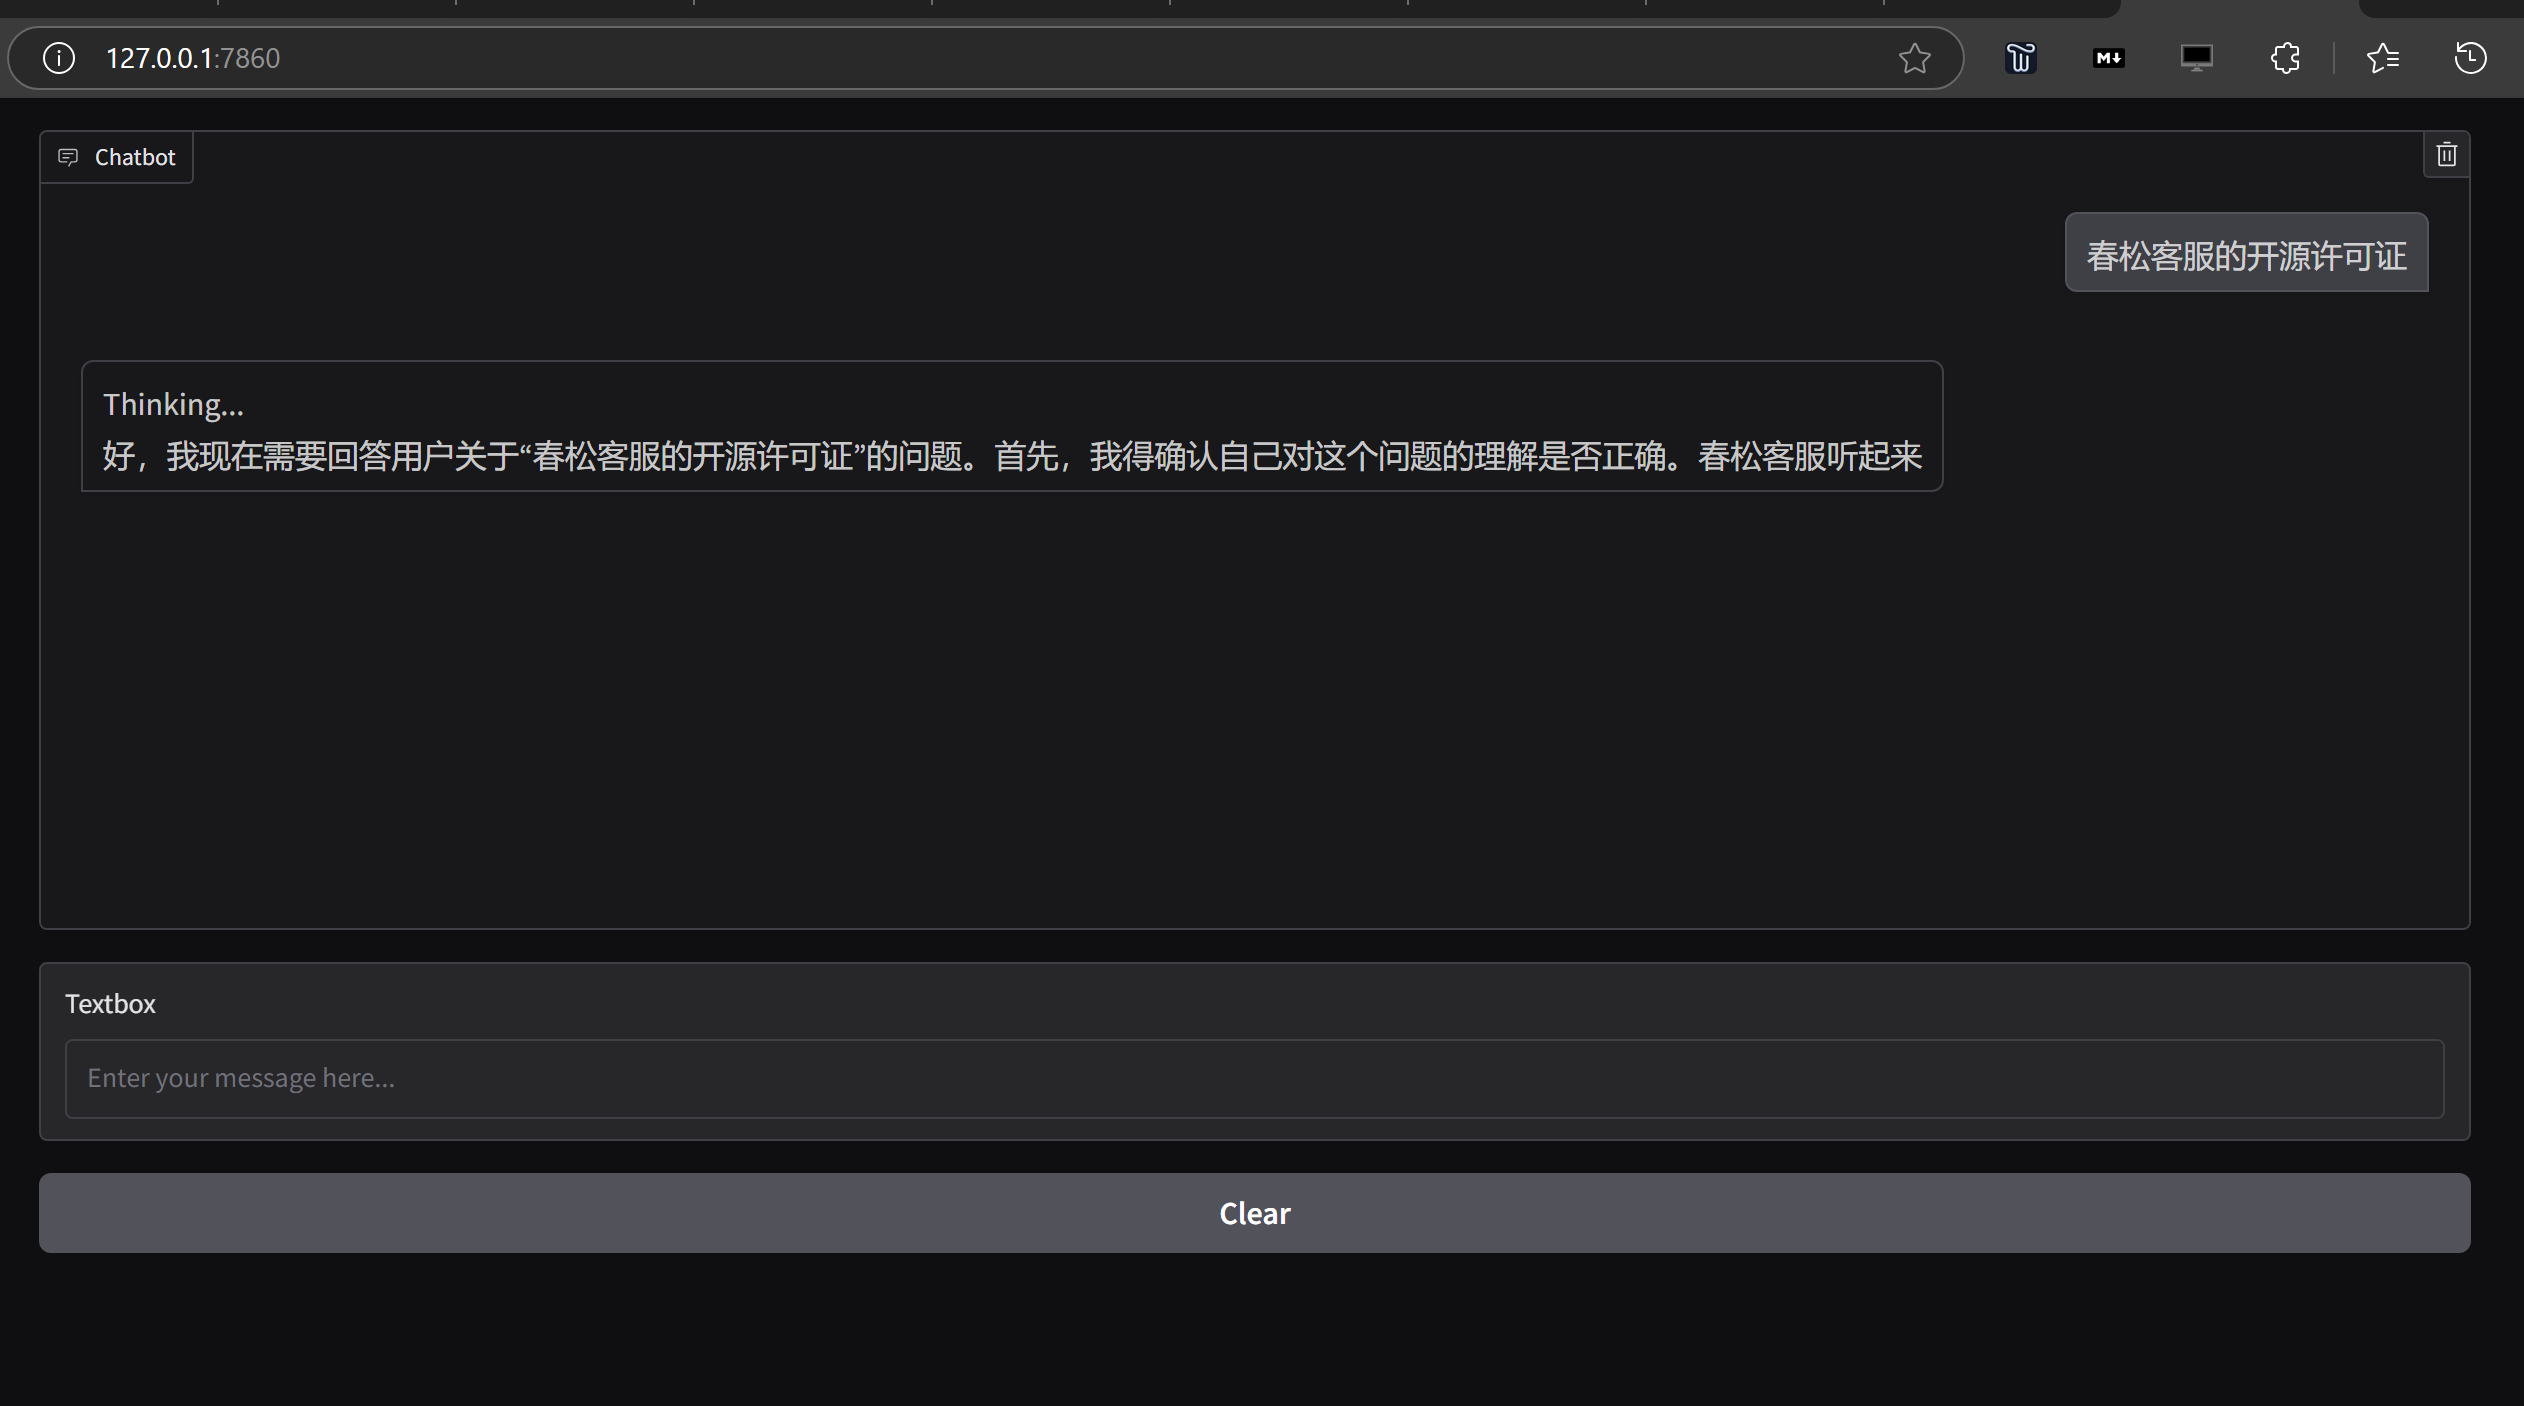 127.0.0.1:7860
M↓
Chatbot
春松客服的开源许可证
Thinking...
好，我现在需要回答用户关于“春松客服的开源许可证”的问题。首先，我得确认自己对这个问题的理解是否正确。春松客服听起来
Textbox
Enter your message here...
Clear